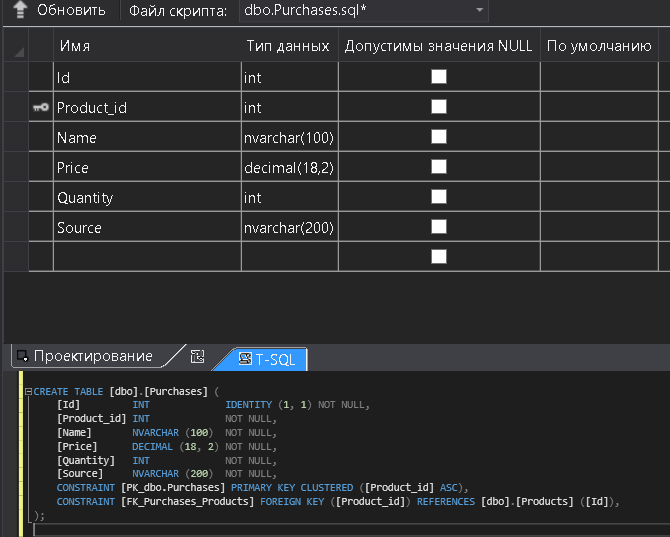 Обновить Файл скрипта: dbo.Purchases.sql*
Имя Тип данных Допустимы значения NULL По умолчанию
Id int
Product_id int
Name nvarchar(100)
Price decimal(18,2)
Quantity int
Source nvarchar(200)
Проектирование T-SQL
CREATE TABLE [dbo].[Purchases] (
[Id] INT IDENTITY (1, 1) NOT NULL,
[Product_id] INT NOT NULL,
[Name] NVARCHAR (100) NOT NULL,
[Price] DECIMAL (18, 2) NOT NULL,
[Quantity] INT NOT NULL,
[Source] NVARCHAR (200) NOT NULL,
CONSTRAINT [PK_dbo.Purchases] PRIMARY KEY CLUSTERED ([Product_id] ASC),
CONSTRAINT [FK_Purchases_Products] FOREIGN KEY ([Product_id]) REFERENCES [dbo].[Products] ([Id]),
);